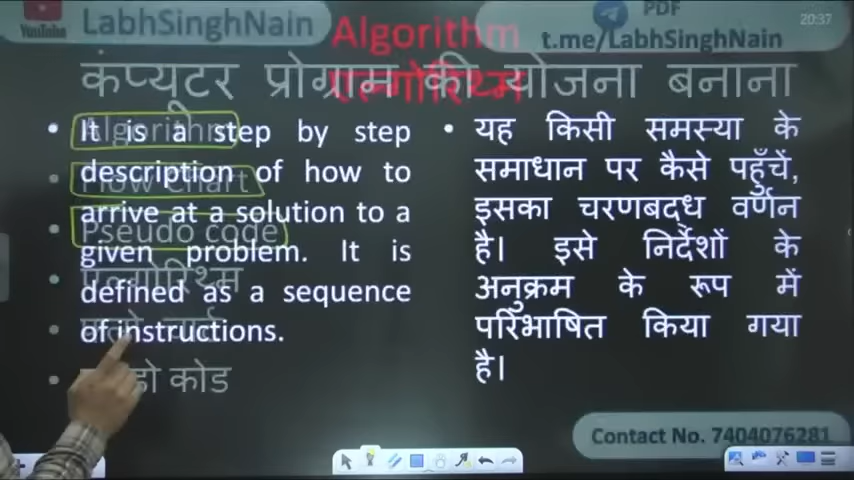 YouTube
LabhSinghNain
PDF
t.me/LabhSinghNain
20:37
Algorithm
एल्गोरिथ्म
कंप्यूटर प्रोग्राम की योजना बनाना
It is a step by step
description of how to
arrive at a solution to a
given problem. It is
defined as a sequence
of instructions.
Algorithm
Flow chart
Pseudo code
एल्गोरिथ्म
कोड
यह किसी समस्या के
समाधान पर कैसे पहुँचें,
इसका चरणबद्ध वर्णन
है। इसे निर्देशों के
अनुक्रम के रूप में
परिभाषित किया गया
है।
Contact No. 7404076281